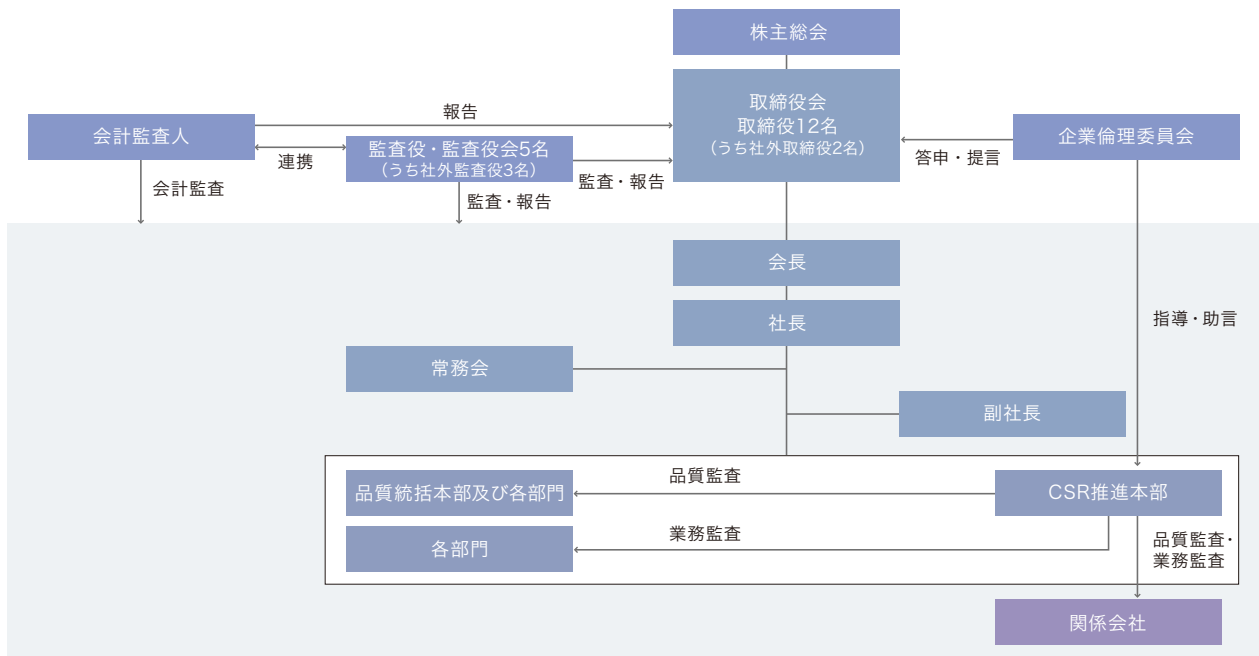 株主総会
取締役会
取締役12名
（うち社外取締役2名）
報告
会計監査人
連携
監査役・監査役会5名
（うち社外監査役3名）
監査・報告
企業倫理委員会
答申・提言
会計監査
監査・報告
会長
社長
指導・助言
常務会
副社長
品質統括本部及び各部門
品質監査
CSR推進本部
各部門
業務監査
品質監査・
業務監査
関係会社